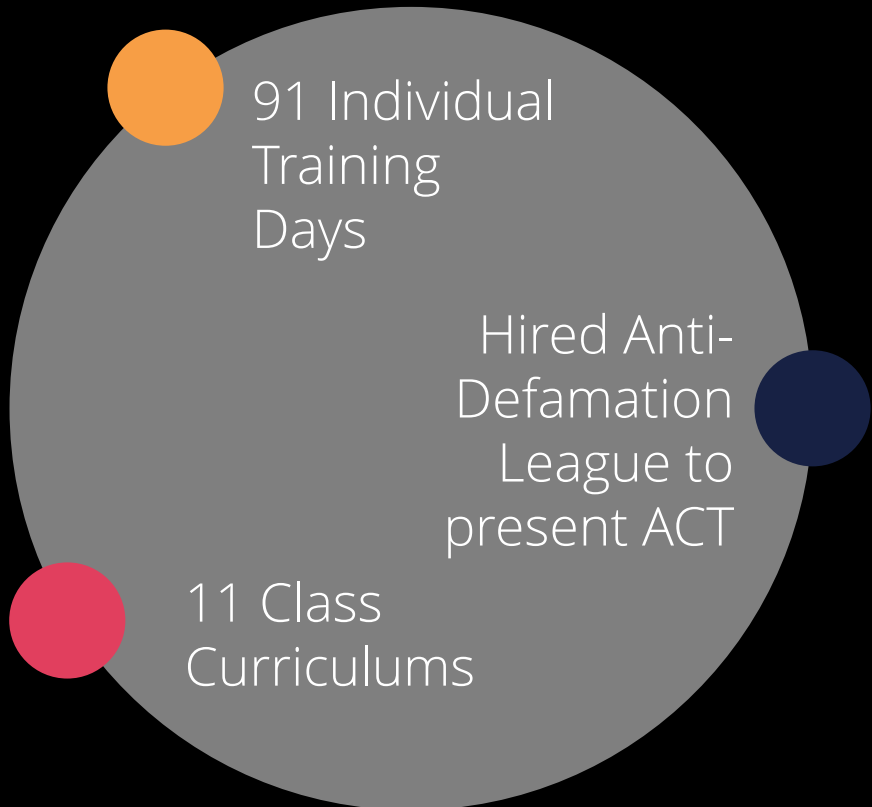 91 Individual
Training
Days
Hired Anti-
Defamation
League to
present ACT
11 Class
Curriculums